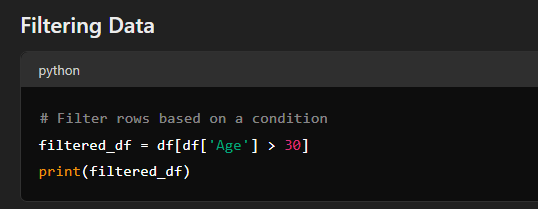 Filtering Data
python
# Filter rows based on a condition
filtered_df = df[df['Age'] > 30]
print(filtered_df)